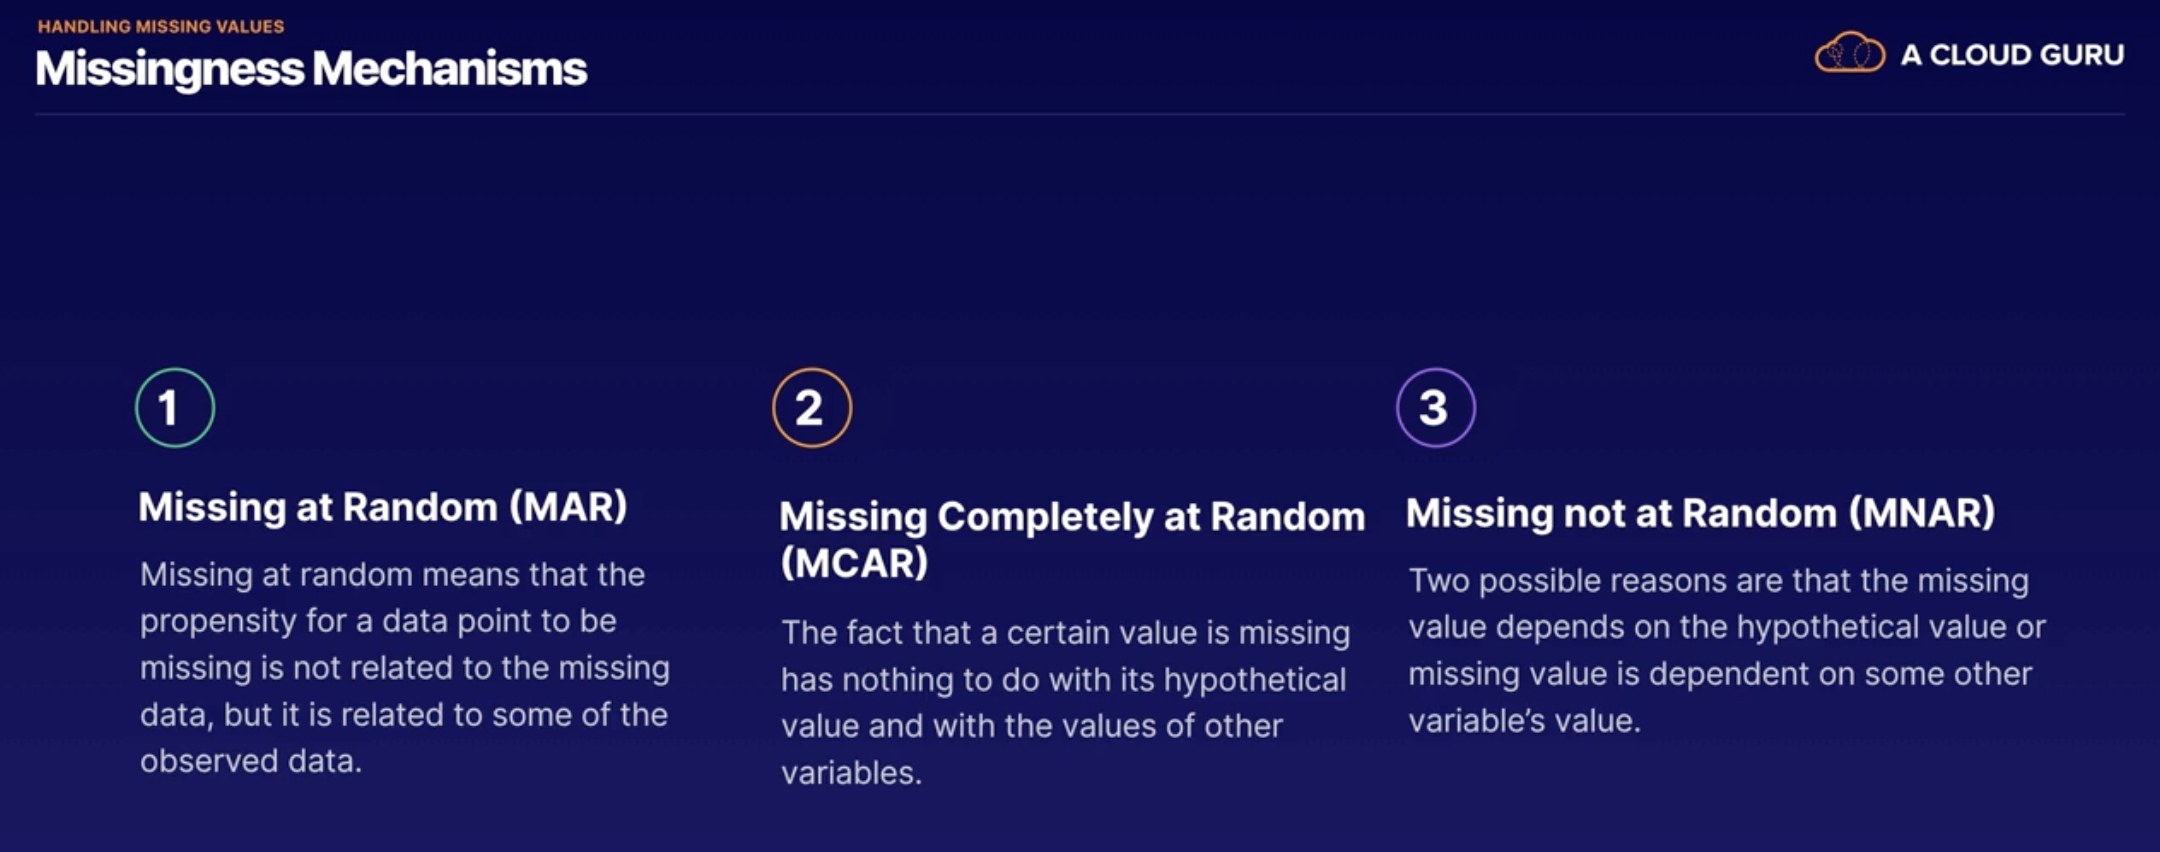 HANDLING MISSING VALUES
Missingness Mechanisms
A CLOUD GURU
1
Missing at Random (MAR)
Missing at random means that the
propensity for a data point to be
missing is not related to the missing
data, but it is related to some of the
observed data.
2
Missing Completely at Random
(MCAR)
The fact that a certain value is missing
has nothing to do with its hypothetical
value and with the values of other
variables.
3
Missing not at Random (MNAR)
Two possible reasons are that the missing
value depends on the hypothetical value or
missing value is dependent on some other
variable’s value.